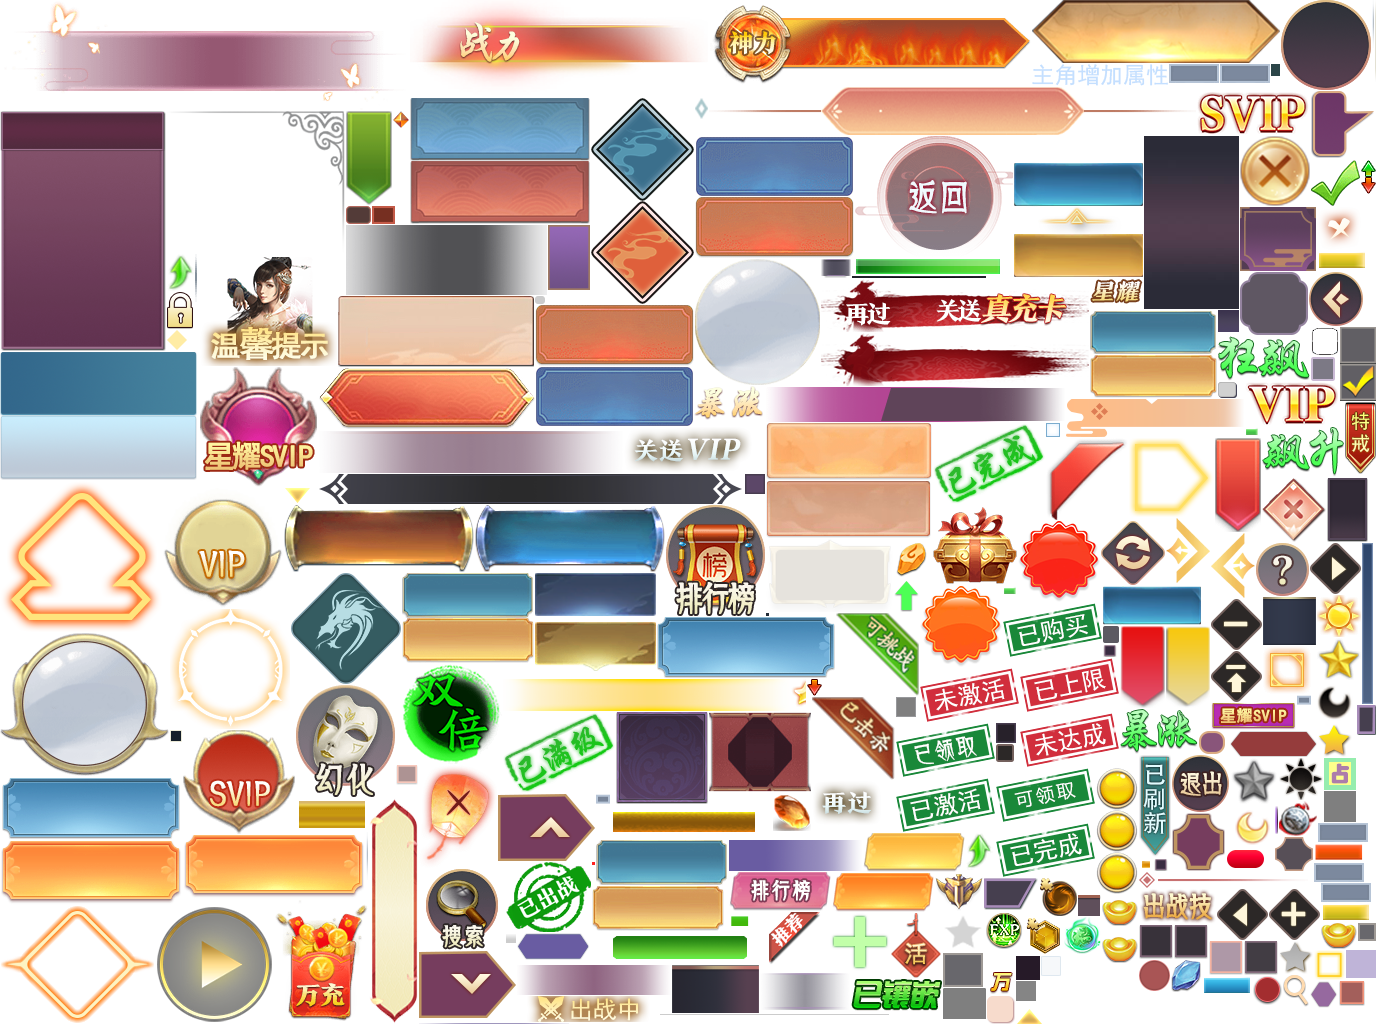 战力
神力
主角增加属性
SVIP
返回
星耀
再过 关送真充卡
温馨提示
狂飙
暴涨
VIP
特戒
星耀SVIP
关送VIP
飙升
已完成
VIP
榜
排行榜
可挑战
已购买
双倍
未激活
已上限
已击杀
星耀SVIP
暴涨
已领取
未达成
已满级
幻化
SVIP
已刷新
退出
占
已激活
可领取
再过
已完成
排行榜
已出战
搜索
推荐
活
EXP
出战技
万充
已镶嵌
万
出战中